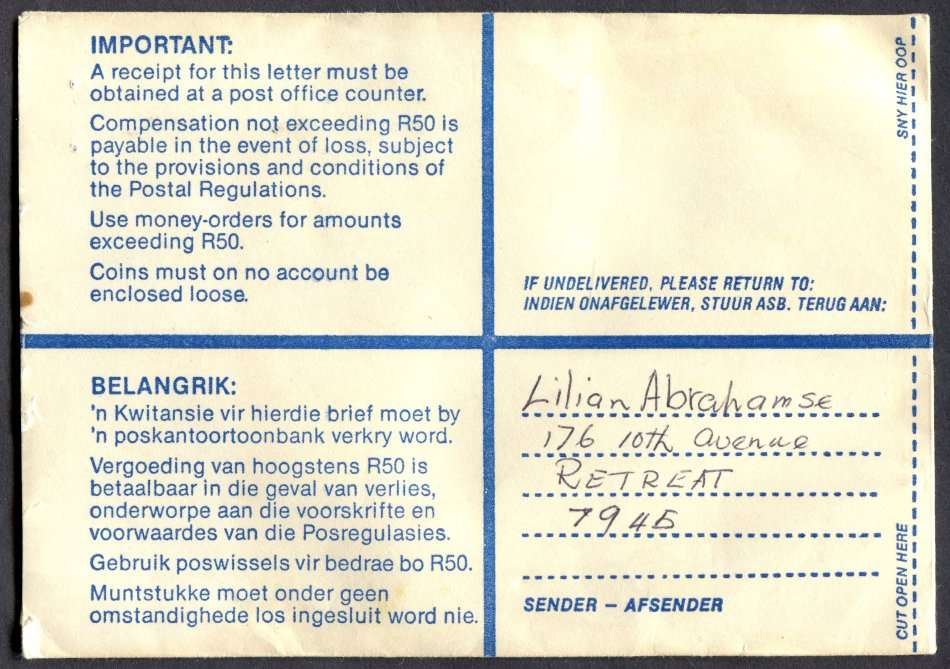 IMPORTANT:
A receipt for this letter must be
obtained at a post office counter.
Compensation not exceeding R50 is
payable in the event of loss, subject
to the provisions and conditions of
the Postal Regulations.
Use money-orders for amounts
exceeding R50.
Coins must on no account be
enclosed loose.
SNY HIER OOP
IF UNDELIVERED, PLEASE RETURN TO:
INDIEN ONAFGELEWER, STUUR ASB. TERUG AAN:
BELANGRIK:
'n Kwitansie vir hierdie brief moet by
'n poskantoortoonbank verkry word.
Vergoeding van hoogstens R50 is
betaalbaar in die geval van verlies,
onderworpe aan die voorskrifte en
voorwaardes van die Posregulasies.
Gebruik poswissels vir bedrae bo R50.
Muntstukke moet onder geen
omstandighede los ingesluit word nie.
Lilian Abrahamse
176 10th Avenue
RETREAT
7945
SENDER – AFSENDER
CUT OPEN HERE